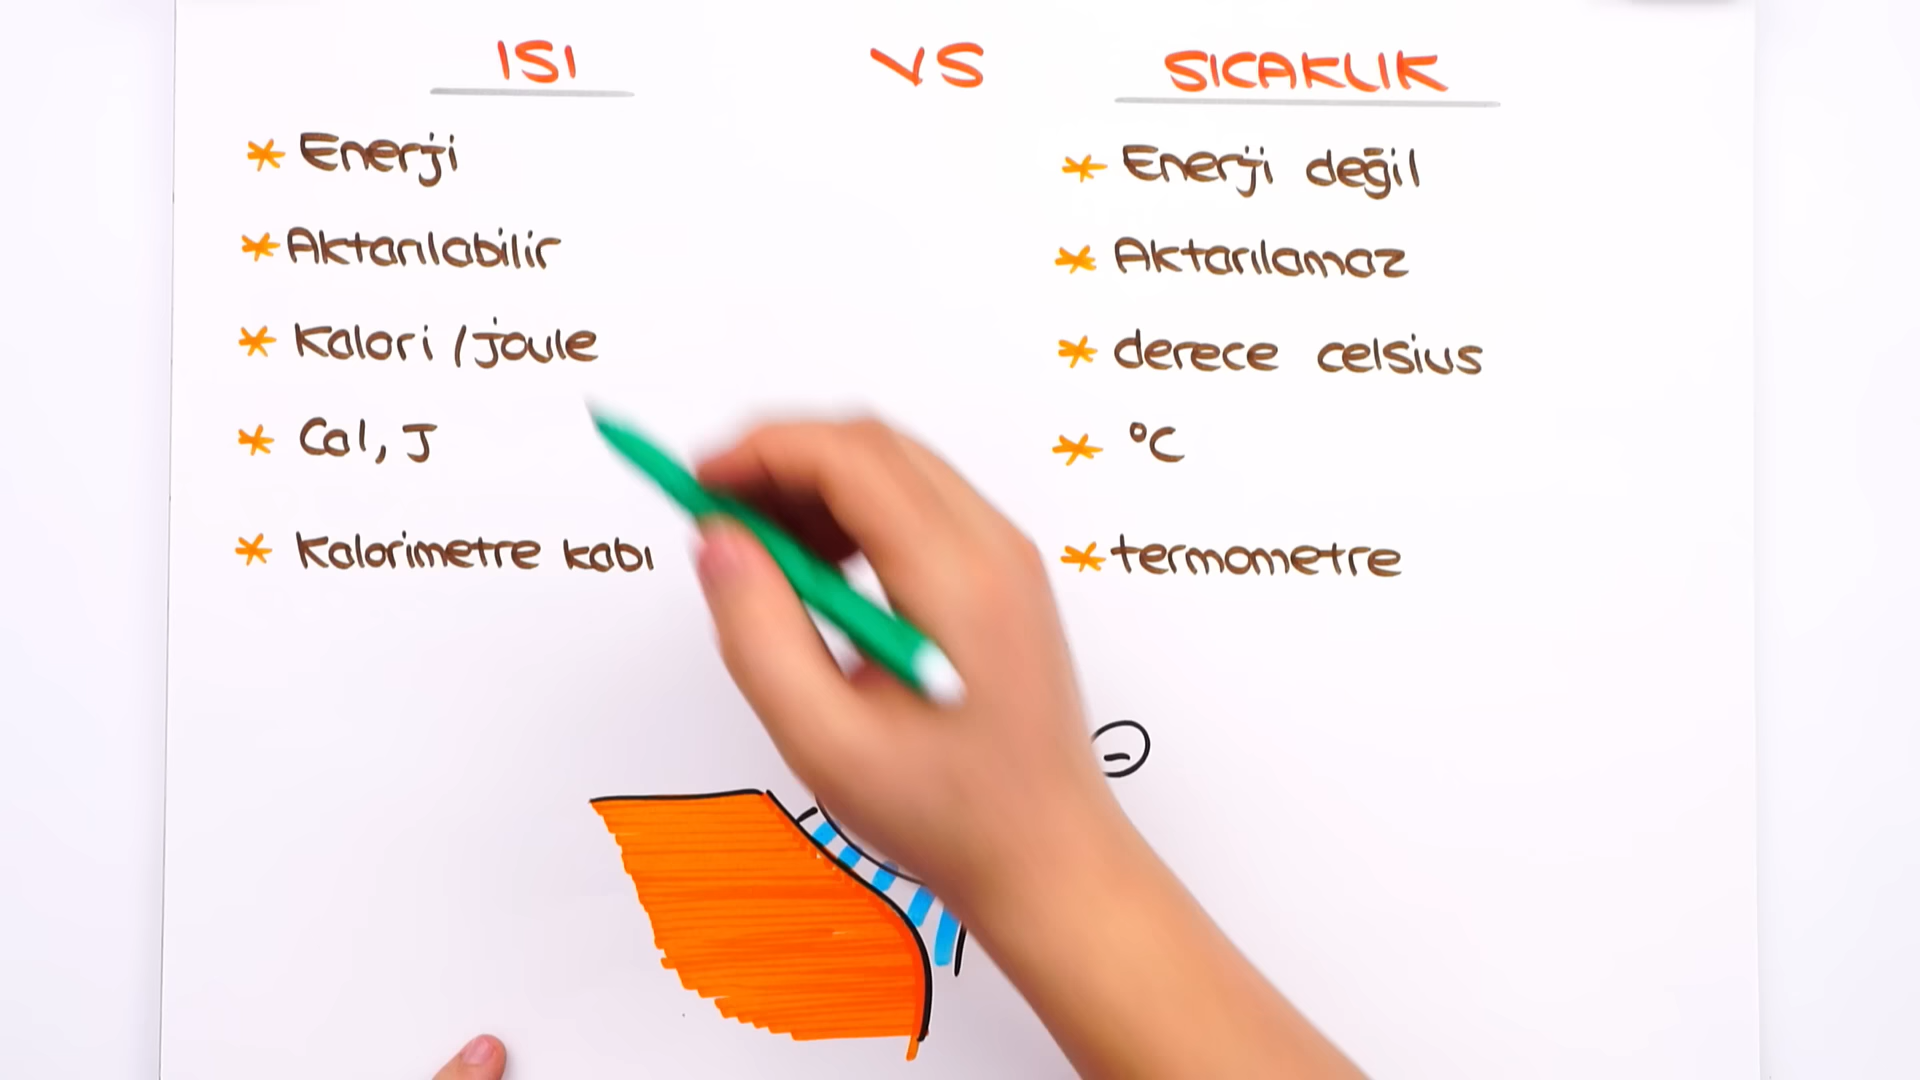 ISI VS SICAKLIK
* Enerji
* Aktarılabilir
* Kalori / joule
* Cal, J
* Kalorimetre kabı
* Enerji değil
* Aktarılamaz
* derece celsius
* °C
* termometre
-